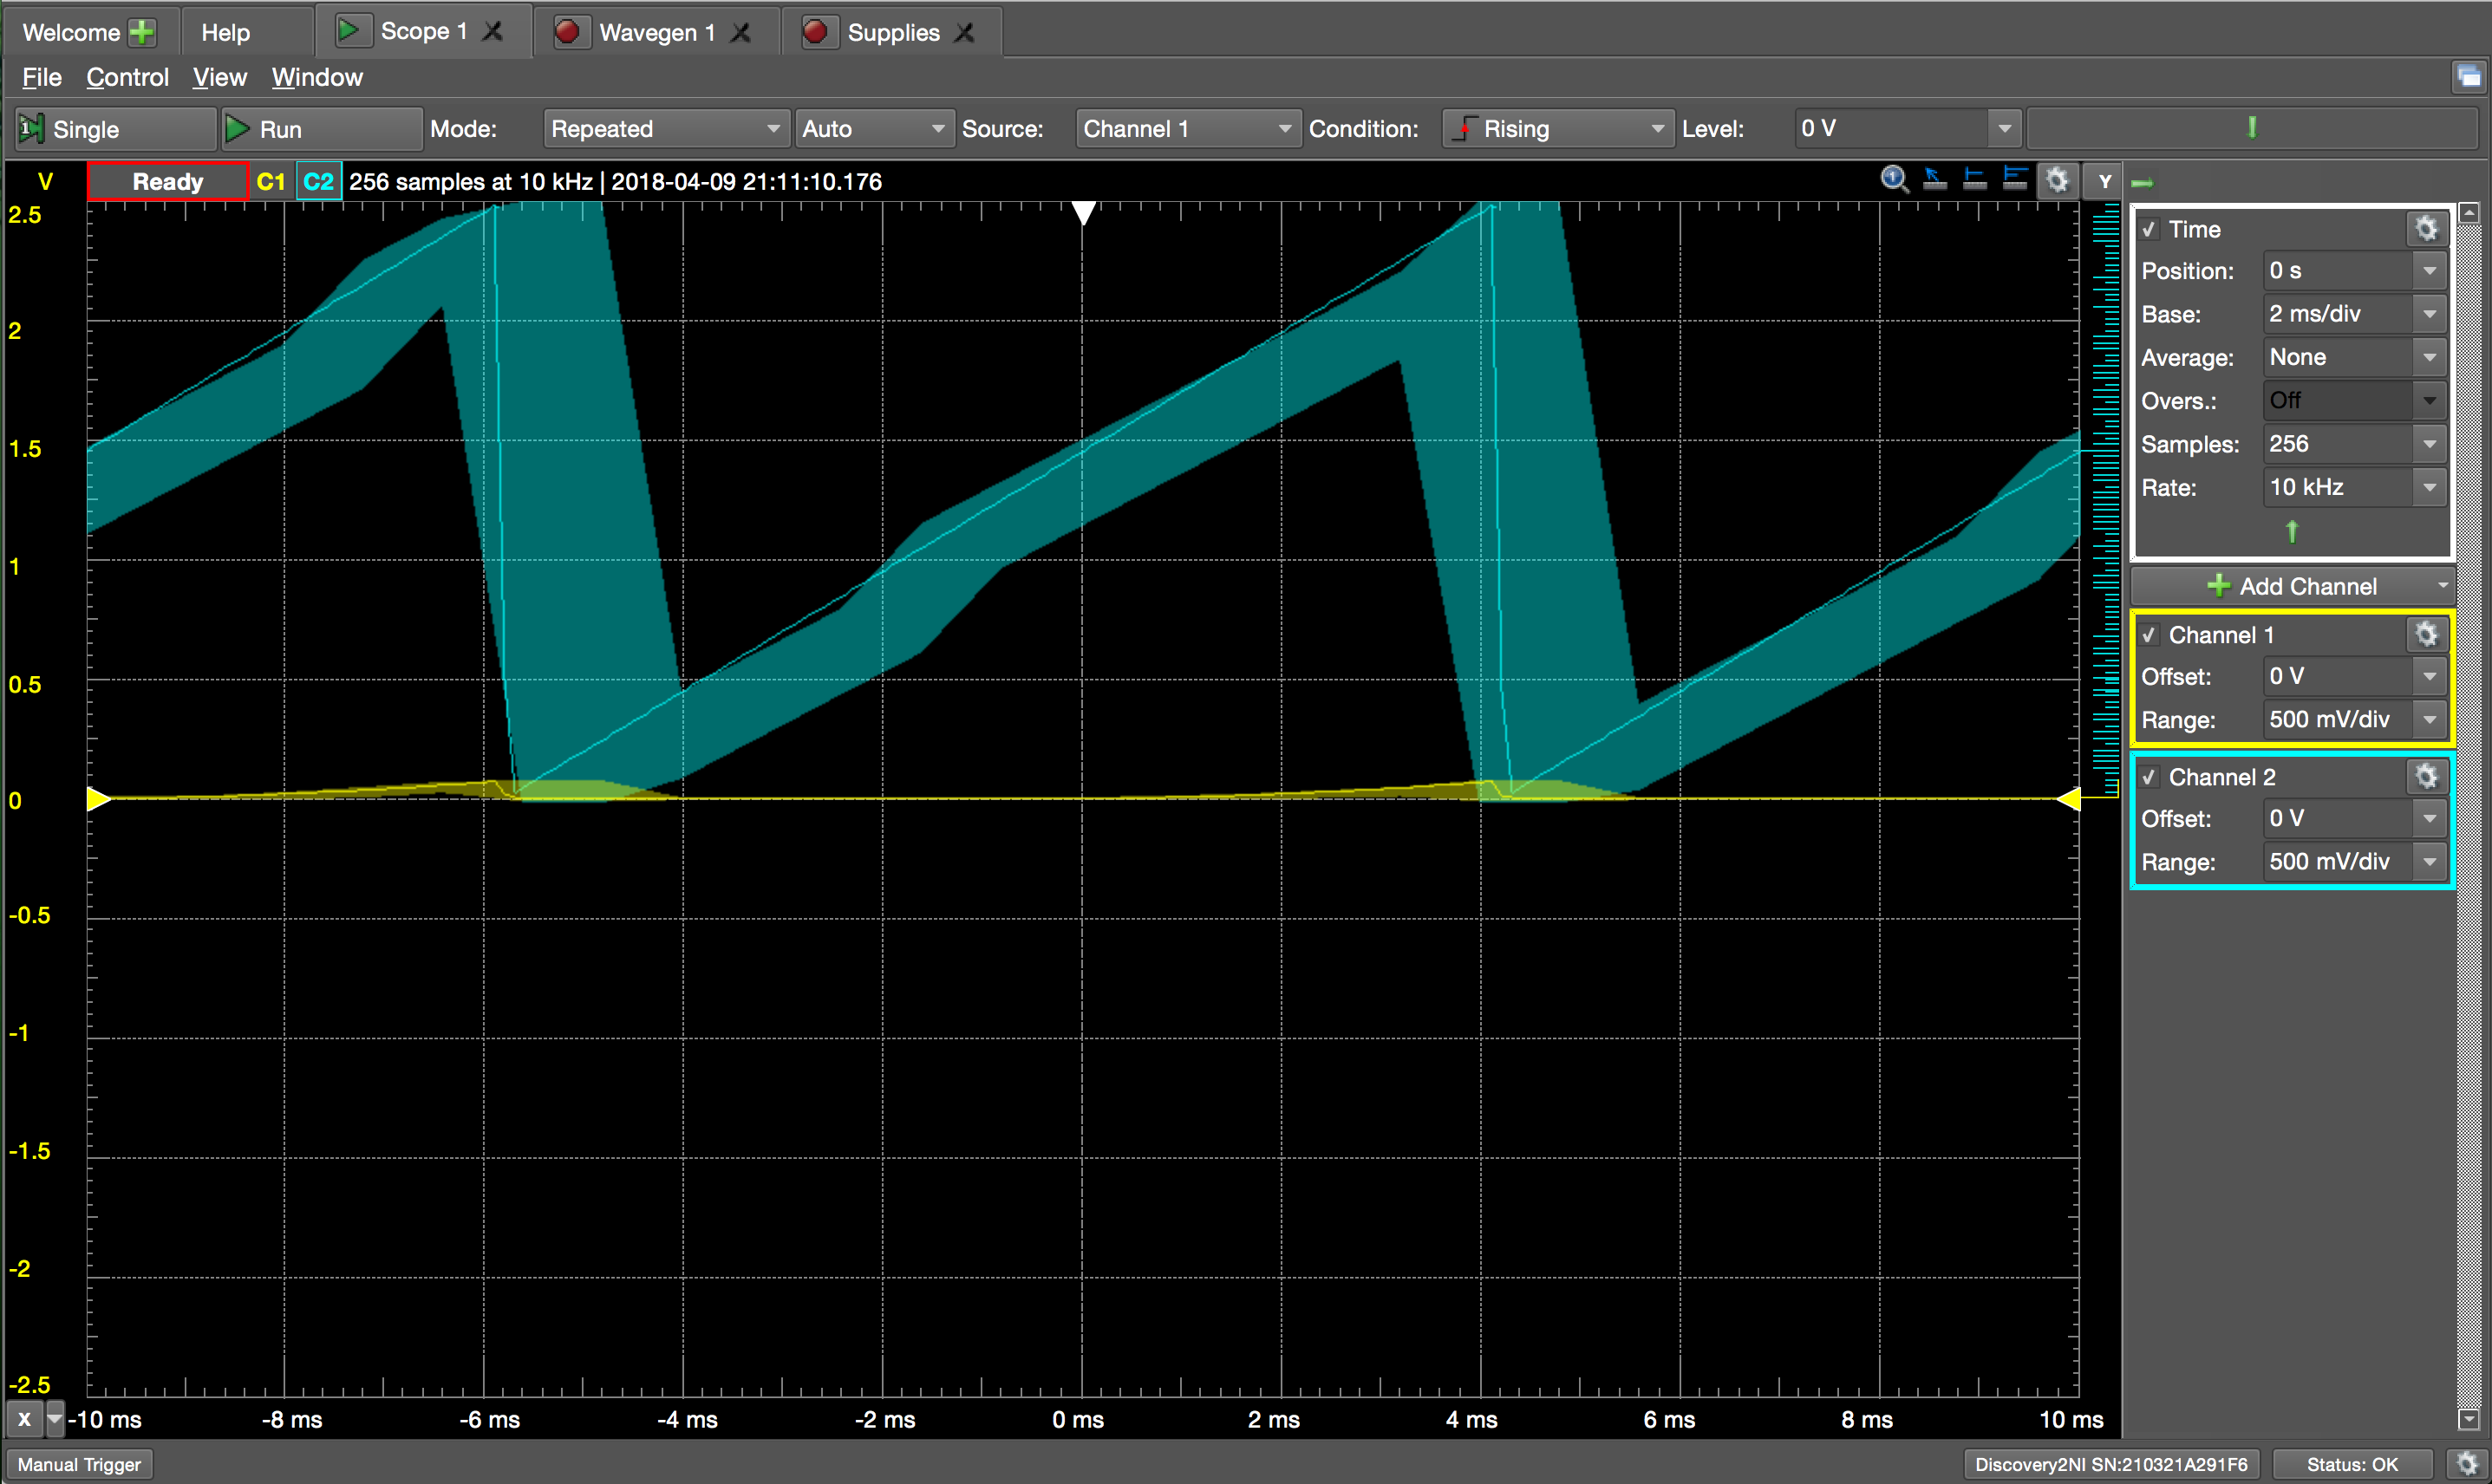 Welcome Help Scope 1 Wavegen 1 Supplies
File Control View Window
Single Run Mode: Repeated Auto Source: Channel 1 Condition: Rising Level: 0 V
V Ready C1 C2 256 samples at 10 kHz | 2018-04-09 21:11:10.176 Y
2.5
2
1.5
1
0.5
0
-0.5
-1
-1.5
-2
-2.5
X -10 ms -8 ms -6 ms -4 ms -2 ms 0 ms 2 ms 4 ms 6 ms 8 ms 10 ms
Time
Position: 0 s
Base: 2 ms/div
Average: None
Overs.: Off
Samples: 256
Rate: 10 kHz
Add Channel
Channel 1
Offset: 0 V
Range: 500 mV/div
Channel 2
Offset: 0 V
Range: 500 mV/div
Manual Trigger Discovery2NI SN:210321A291F6 Status: OK